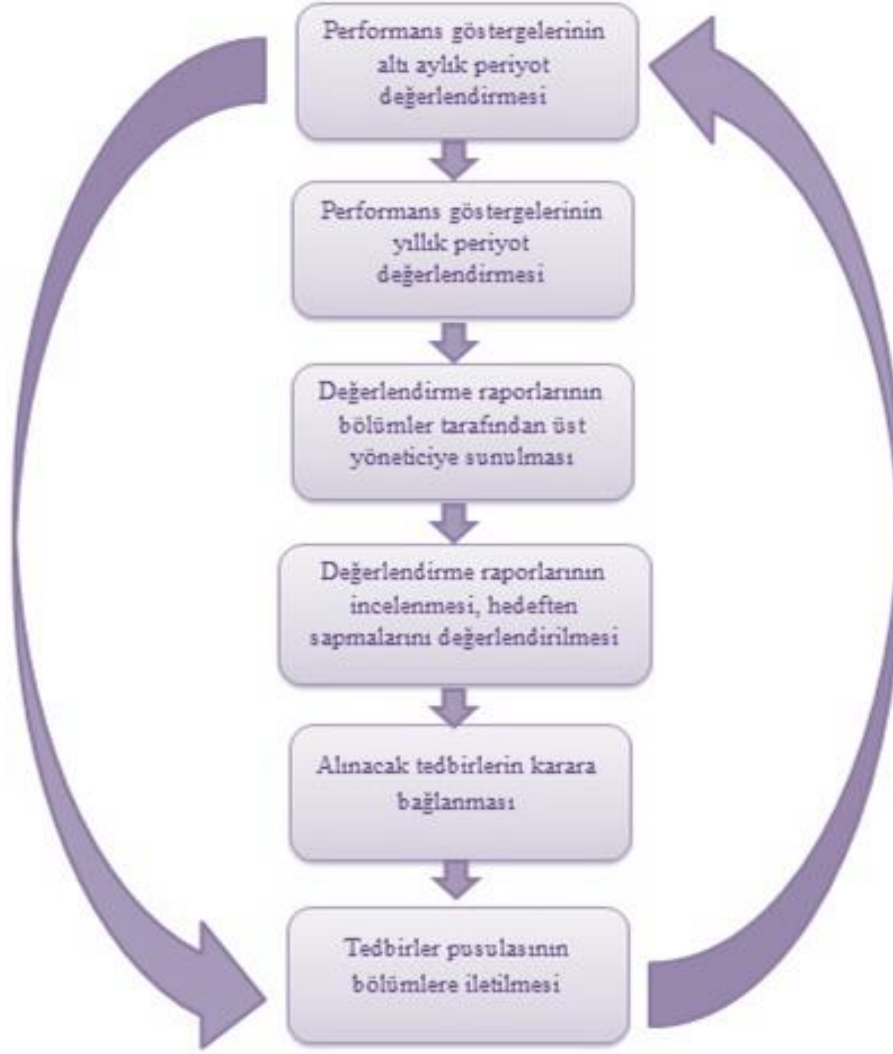 Performans göstergelerinin
altı aylık periyot
değerlendirmesi
Performans göstergelerinin
yıllık periyot
değerlendirmesi
Değerlendirme raporlarının
bölümler tarafından üst
yöneticiye sunulması
Değerlendirme raporlarının
incelenmesi, hedeften
sapmalarını değerlendirilmesi
Alınacak tedbirlerin karara
bağlanması
Tedbirler pusulasının
bölümlere iletilmesi